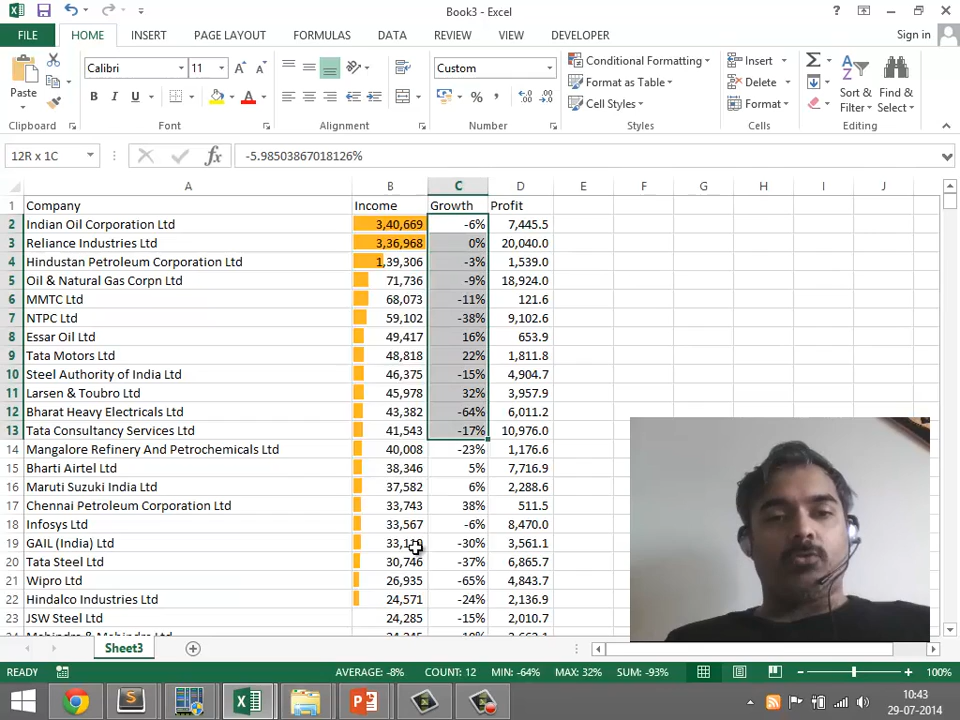 Book3 - Excel
? 
FILE HOME INSERT PAGE LAYOUT FORMULAS DATA REVIEW VIEW DEVELOPER Sign in
Calibri 11 A A Custom Conditional Formatting Insert Σ
Paste Format as Table Delete Sort & Find &
B I U A % , Cell Styles Format Filter Select
Clipboard Font Alignment Number Styles Cells Editing
12R x 1C fx -5.98503867018126%
A B C D E F G H I J
1 Company Income Growth Profit
2 Indian Oil Corporation Ltd 3,40,669 -6% 7,445.5
3 Reliance Industries Ltd 3,36,968 0% 20,040.0
4 Hindustan Petroleum Corporation Ltd 1,39,306 -3% 1,539.0
5 Oil & Natural Gas Corpn Ltd 71,736 -9% 18,924.0
6 MMTC Ltd 68,073 -11% 121.6
7 NTPC Ltd 59,102 -38% 9,102.6
8 Essar Oil Ltd 49,417 16% 653.9
9 Tata Motors Ltd 48,818 22% 1,811.8
10 Steel Authority of India Ltd 46,375 -15% 4,904.7
11 Larsen & Toubro Ltd 45,978 32% 3,957.9
12 Bharat Heavy Electricals Ltd 43,382 -64% 6,011.2
13 Tata Consultancy Services Ltd 41,543 -17% 10,976.0
14 Mangalore Refinery And Petrochemicals Ltd 40,008 -23% 1,176.6
15 Bharti Airtel Ltd 38,346 5% 7,716.9
16 Maruti Suzuki India Ltd 37,582 6% 2,288.6
17 Chennai Petroleum Corporation Ltd 33,743 38% 511.5
18 Infosys Ltd 33,567 -6% 8,470.0
19 GAIL (India) Ltd -30% 3,561.1
20 Tata Steel Ltd 30,746 -37% 6,865.7
21 Wipro Ltd 26,935 -65% 4,843.7
22 Hindalco Industries Ltd 24,571 -24% 2,136.9
23 JSW Steel Ltd 24,285 -15% 2,010.7
Sheet3
READY AVERAGE: -8% COUNT: 12 MIN: -64% MAX: 32% SUM: -93% 100%
10:43
29-07-2014